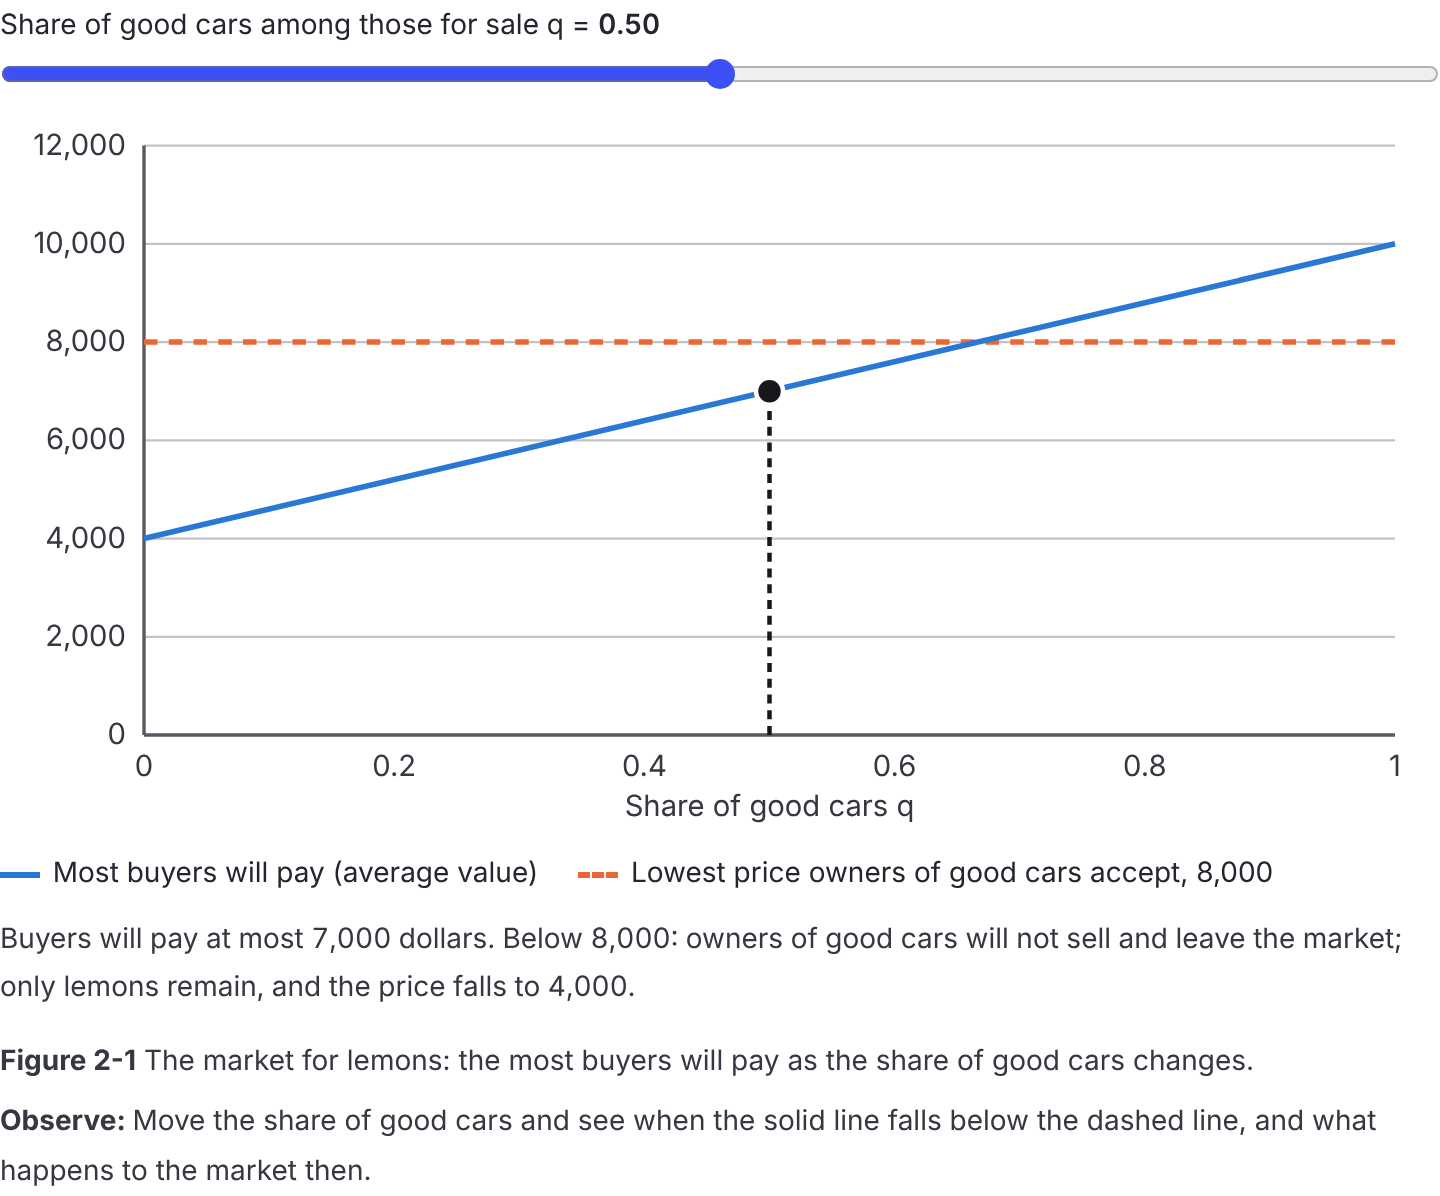 Share of good cars among those for sale q = 0.50
12,000
10,000
8,000
6,000
4,000
2,000
0
0 0.2 0.4 0.6 0.8 1
Share of good cars q
Most buyers will pay (average value) Lowest price owners of good cars accept, 8,000
Buyers will pay at most 7,000 dollars. Below 8,000: owners of good cars will not sell and leave the market;
only lemons remain, and the price falls to 4,000.
Figure 2-1 The market for lemons: the most buyers will pay as the share of good cars changes.
Observe: Move the share of good cars and see when the solid line falls below the dashed line, and what
happens to the market then.